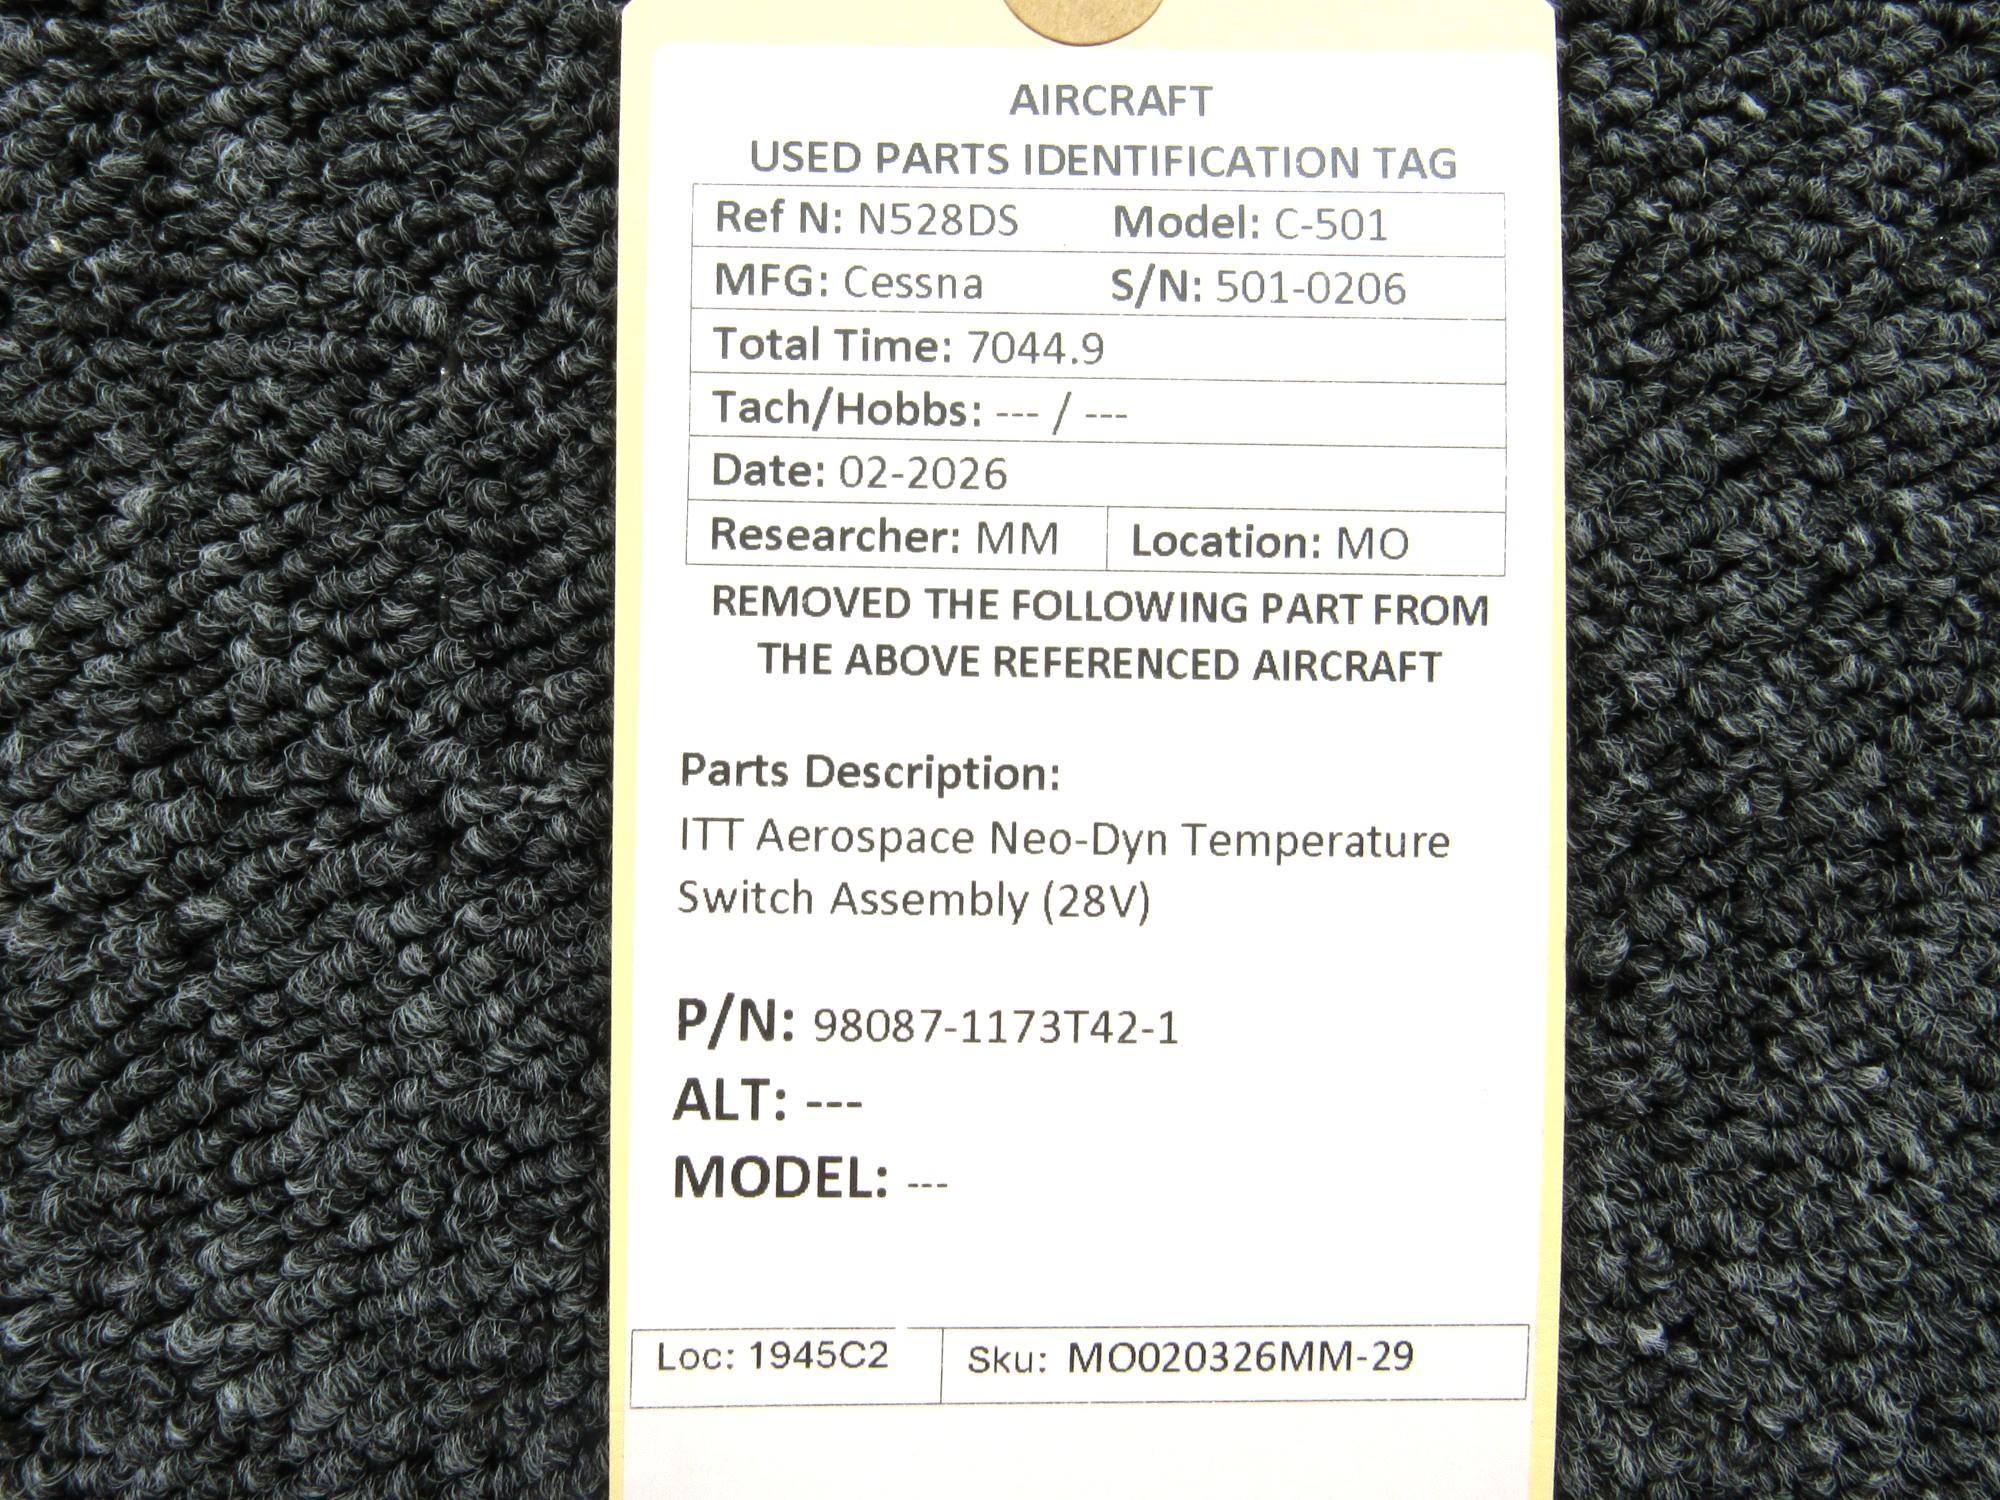 AIRCRAFT
USED PARTS IDENTIFICATION TAG
Ref N: N528DS Model: C-501
MFG: Cessna S/N: 501-0206
Total Time: 7044.9
Tach/Hobbs: --- / ---
Date: 02-2026
Researcher: MM Location: MO
REMOVED THE FOLLOWING PART FROM
THE ABOVE REFERENCED AIRCRAFT
Parts Description:
ITT Aerospace Neo-Dyn Temperature
Switch Assembly (28V)
P/N: 98087-1173T42-1
ALT: ---
MODEL: ---
Loc: 1945C2 Sku: MO020326MM-29